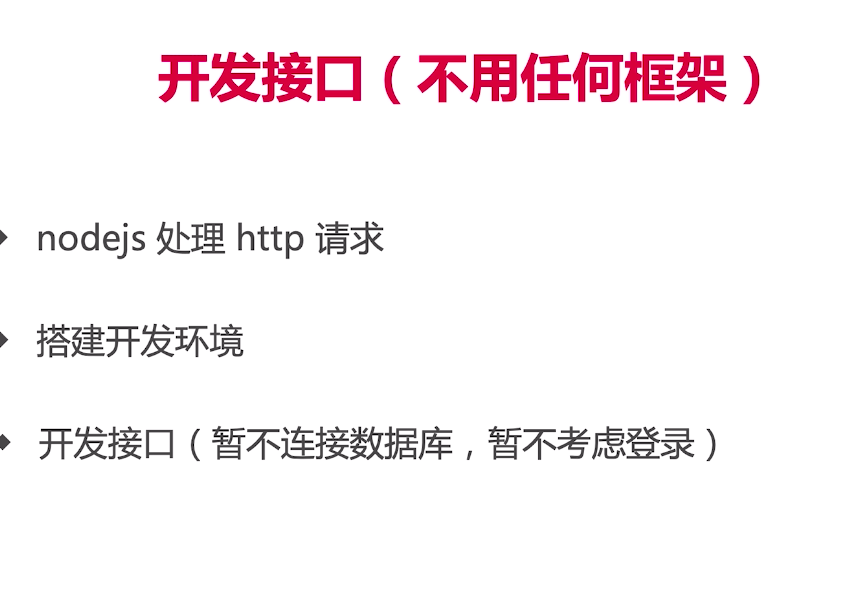 开发接口（不用任何框架）
nodejs 处理 http 请求
搭建开发环境
开发接口（暂不连接数据库，暂不考虑登录）